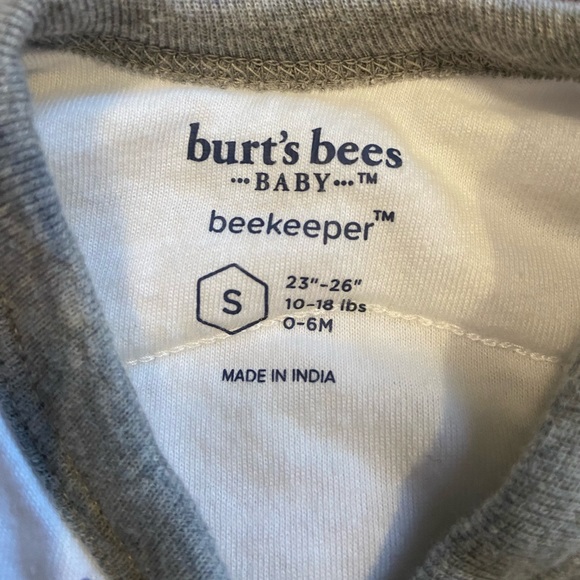 burt's bees
•••BABY•••™
beekeeper™
S
23"-26"
10-18 lbs
0-6M
MADE IN INDIA